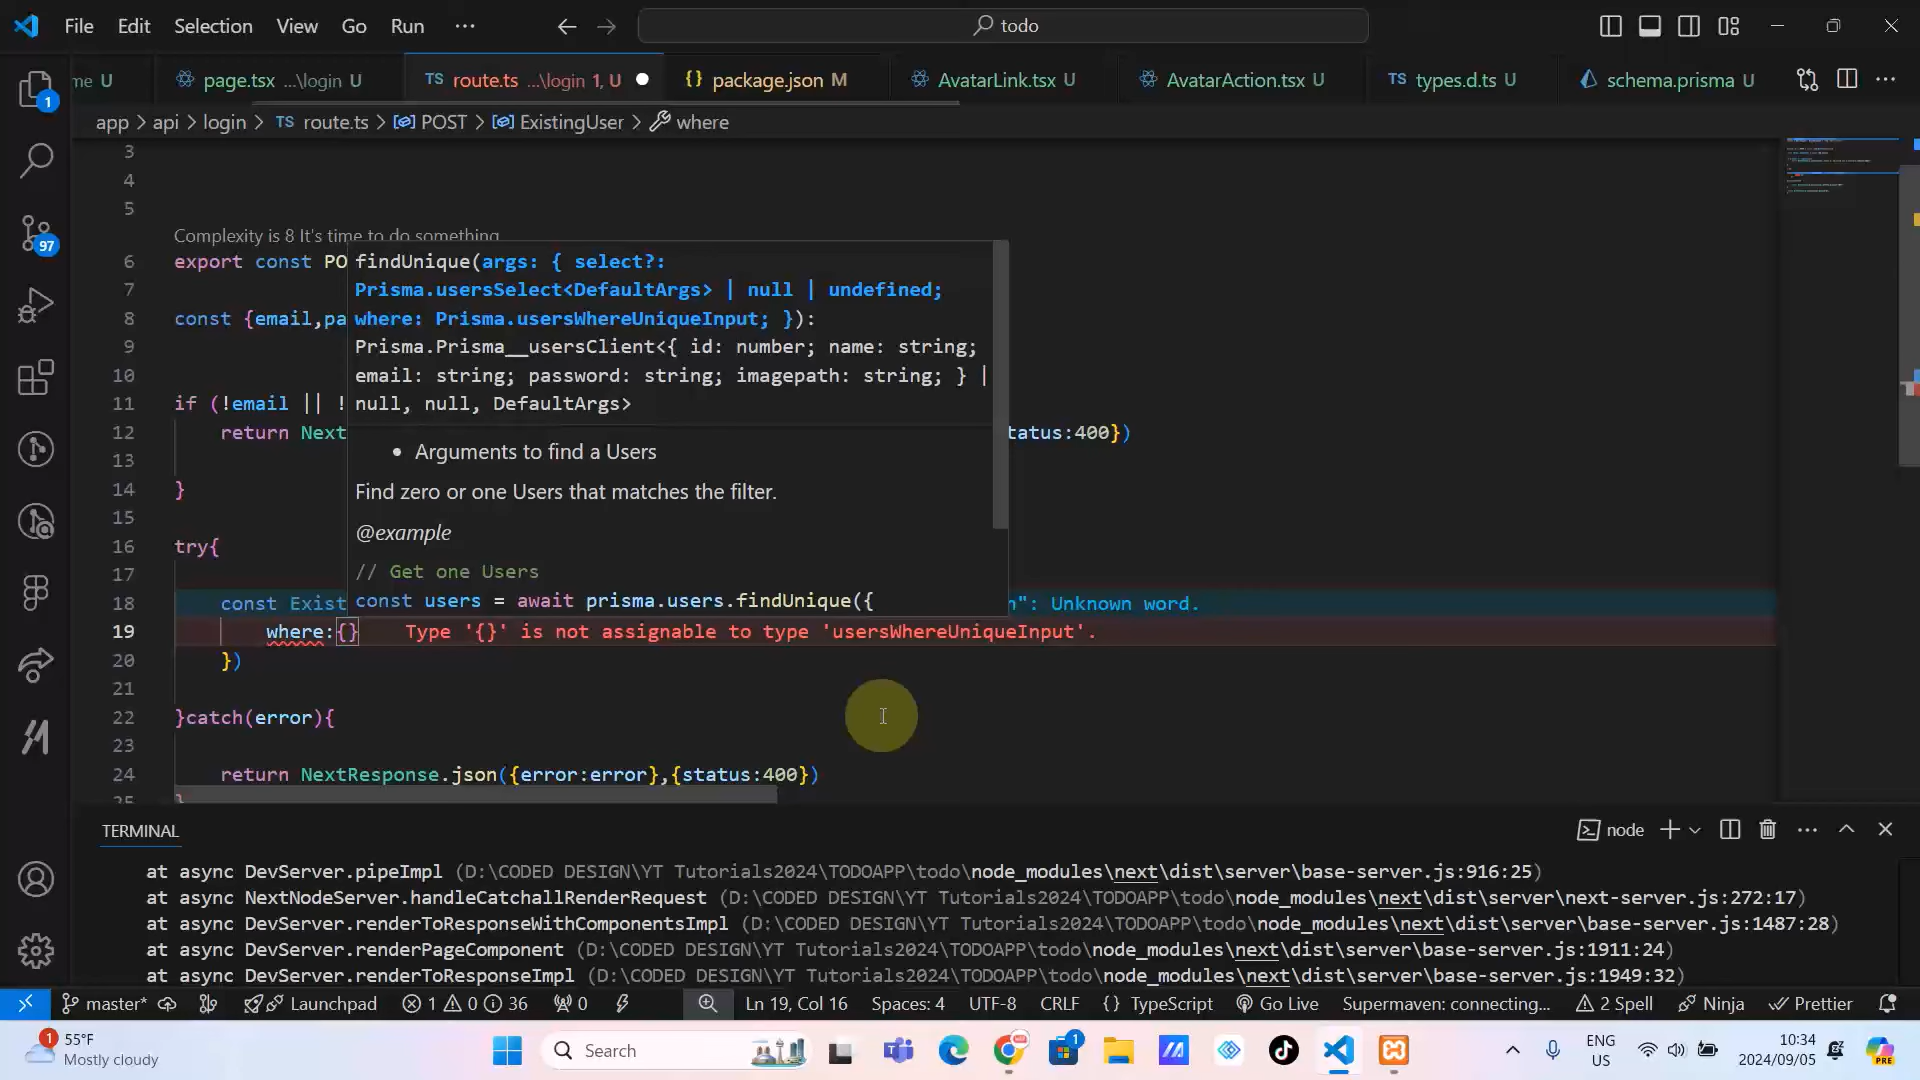 File Edit Selection View Go Run ···
todo
me U
page.tsx ...\login U
TS route.ts ...\login 1, U
{} package.json M
AvatarLink.tsx U
AvatarAction.tsx U
TS types.d.ts U
schema.prisma U
app > api > login > TS route.ts > POST > ExistingUser > where
1
97
3
4
5
Complexity is 8 It's time to do something...
6 export const PO
7
8 const {email,pa
9
10
11 if (!email || !
12 return Next
tatus:400})
13
14 }
15
16 try{
17
18 const Exist
n": Unknown word.
19 where:{} Type '{}' is not assignable to type 'usersWhereUniqueInput'.
20 })
21
22 }catch(error){
23
24 return NextResponse.json({error:error},{status:400})
25 }
findUnique(args: { select?:
Prisma.usersSelect<DefaultArgs> | null | undefined;
where: Prisma.usersWhereUniqueInput; }):
Prisma.Prisma__usersClient<{ id: number; name: string;
email: string; password: string; imagepath: string; } |
null, null, DefaultArgs>
• Arguments to find a Users
Find zero or one Users that matches the filter.
@example
// Get one Users
const users = await prisma.users.findUnique({
TERMINAL
node
at async DevServer.pipeImpl (D:\CODED DESIGN\YT Tutorials2024\TODOAPP\todo\node_modules\next\dist\server\base-server.js:916:25)
at async NextNodeServer.handleCatchallRenderRequest (D:\CODED DESIGN\YT Tutorials2024\TODOAPP\todo\node_modules\next\dist\server\next-server.js:272:17)
at async DevServer.renderToResponseWithComponentsImpl (D:\CODED DESIGN\YT Tutorials2024\TODOAPP\todo\node_modules\next\dist\server\base-server.js:1487:28)
at async DevServer.renderPageComponent (D:\CODED DESIGN\YT Tutorials2024\TODOAPP\todo\node_modules\next\dist\server\base-server.js:1911:24)
at async DevServer.renderToResponseImpl (D:\CODED DESIGN\YT Tutorials2024\TODOAPP\todo\node_modules\next\dist\server\base-server.js:1949:32)
master* Launchpad 1 0 36 0 Ln 19, Col 16 Spaces: 4 UTF-8 CRLF {} TypeScript Go Live Supermaven: connecting... 2 Spell Ninja Prettier
1
55°F
Mostly cloudy
Search
1
ENG
US
10:34
2024/09/05
PRE